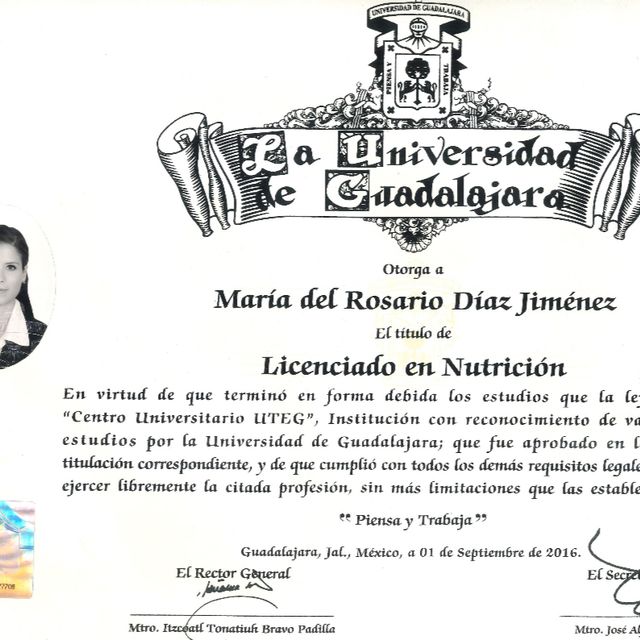 UNIVERSIDAD DE GUADALAJARA
PIENSA Y
TRABAJA
La Universidad
de Guadalajara
Otorga a
María del Rosario Díaz Jiménez
El título de
Licenciado en Nutrición
En virtud de que terminó en forma debida los estudios que la ley
“Centro Universitario UTEG”, Institución con reconocimiento de va
estudios por la Universidad de Guadalajara; que fue aprobado en l
titulación correspondiente, y de que cumplió con todos los demás requisitos legale
ejercer libremente la citada profesión, sin más limitaciones que las estable
“ Piensa y Trabaja ”
Guadalajara, Jal., México, a 01 de Septiembre de 2016.
El Rector General
El Secre
Mtro. Itzcóatl Tonatiuh Bravo Padilla
Mtro. José Al